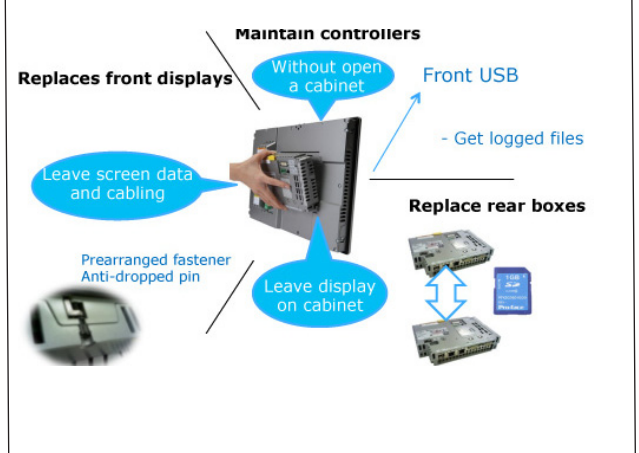 Maintain controllers
Replaces front displays
Without open
a cabinet
Front USB
- Get logged files
Leave screen data
and cabling
Replace rear boxes
Prearranged fastener
Anti-dropped pin
Leave display
on cabinet
1GB